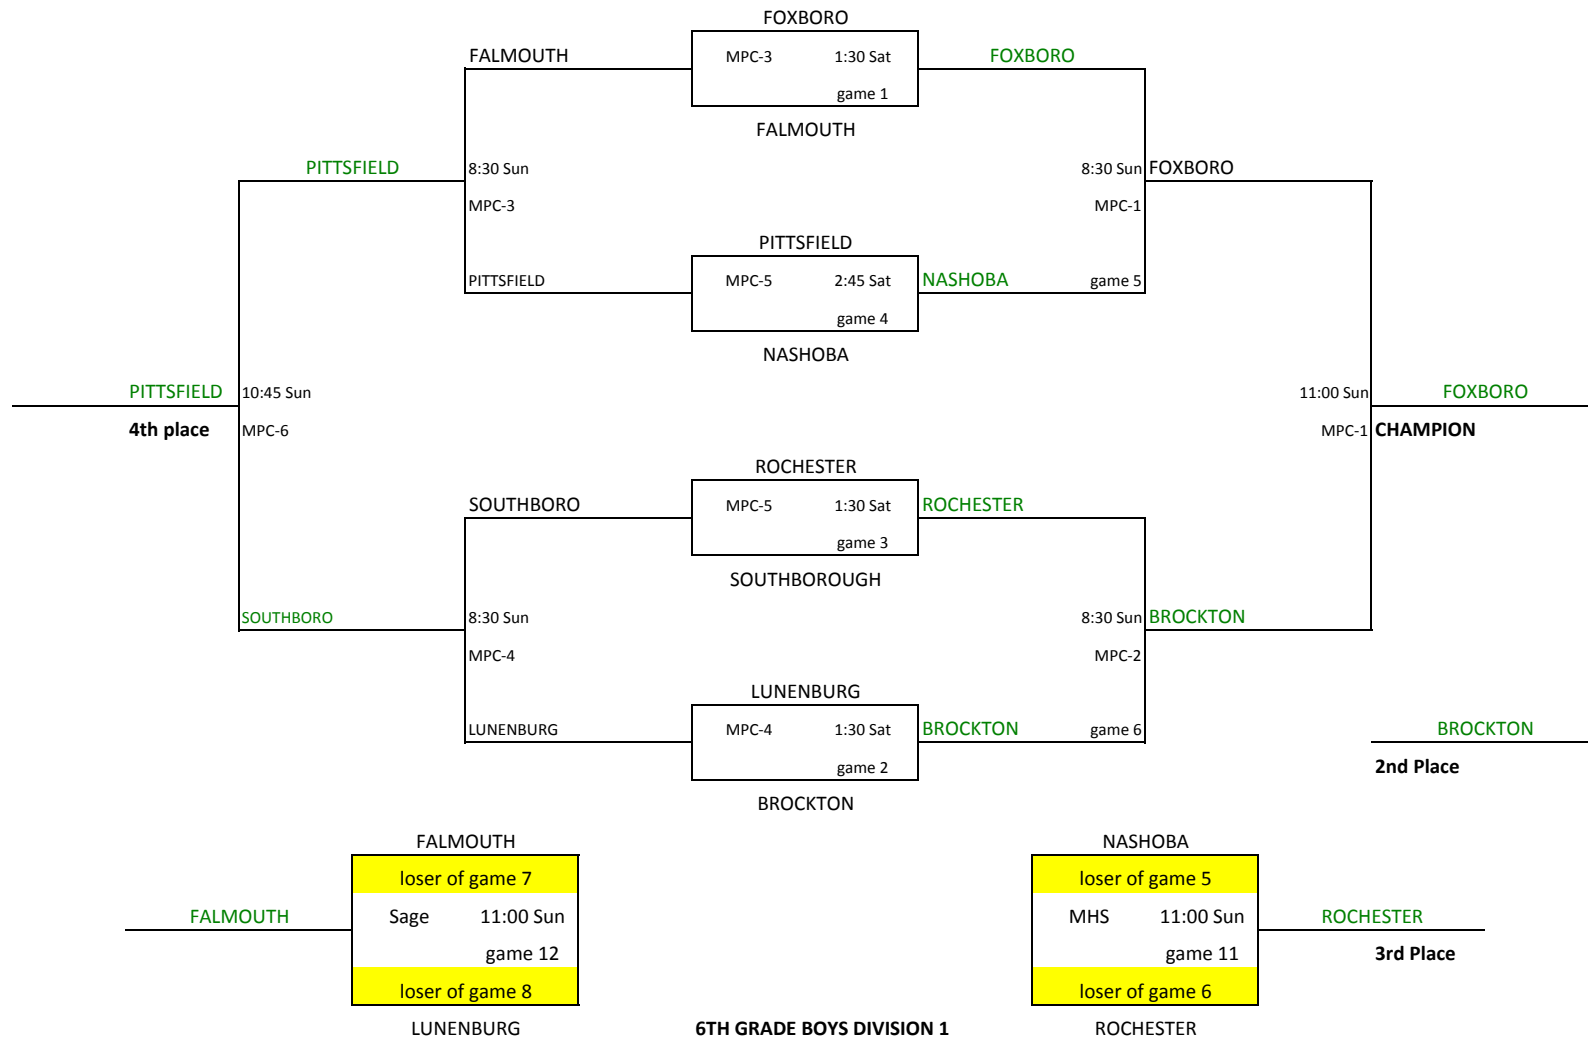 FOXBORO
FALMOUTH
MPC-3 1:30 Sat
FOXBORO
game 1
FALMOUTH
PITTSFIELD
8:30 Sun
8:30 Sun
FOXBORO
MPC-3
MPC-1
PITTSFIELD
PITTSFIELD
MPC-5 2:45 Sat
NASHOBA
game 5
game 4
NASHOBA
PITTSFIELD
10:45 Sun
11:00 Sun
FOXBORO
4th place
MPC-6
MPC-1
CHAMPION
ROCHESTER
SOUTHBORO
MPC-5 1:30 Sat
ROCHESTER
game 3
SOUTHBOROUGH
SOUTHBORO
8:30 Sun
8:30 Sun
BROCKTON
MPC-4
MPC-2
LUNENBURG
LUNENBURG
MPC-4 1:30 Sat
BROCKTON
game 6
BROCKTON
game 2
2nd Place
BROCKTON
FALMOUTH
NASHOBA
loser of game 7
loser of game 5
FALMOUTH
Sage 11:00 Sun
MHS 11:00 Sun
ROCHESTER
game 12
game 11
3rd Place
loser of game 8
loser of game 6
LUNENBURG
6TH GRADE BOYS DIVISION 1
ROCHESTER